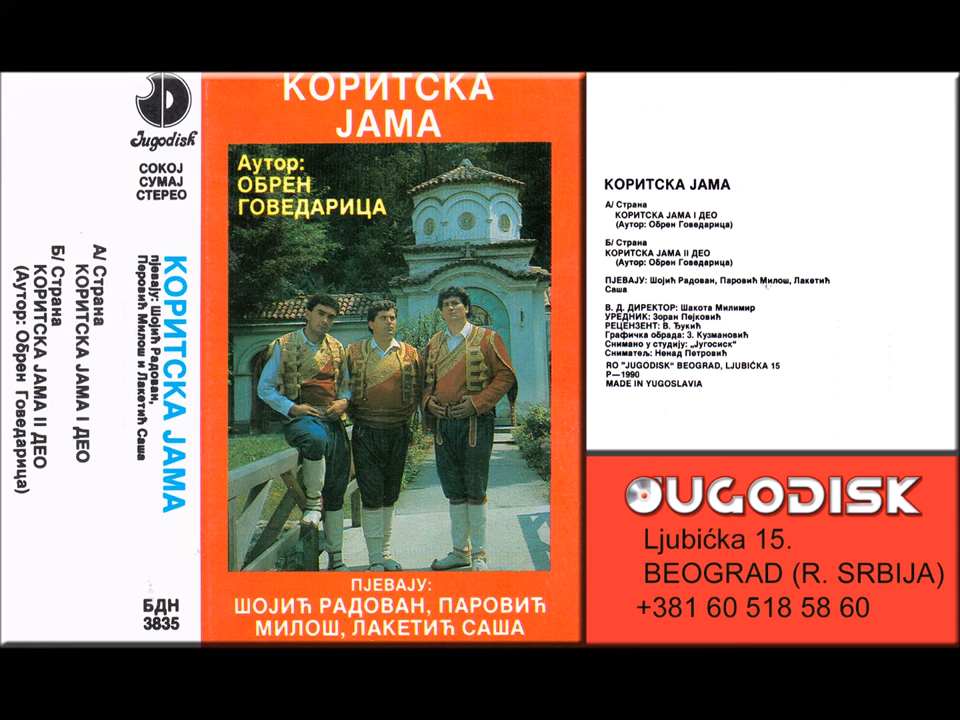 Jugodisk
СОКОЈ
СУМАЈ
СТЕРЕО
КОРИТСКА ЈАМА
пјевају: Шојић Радован,
Перовић Милош и Лакетић Саша
А/ Страна
КОРИТСКА ЈАМА I ДЕО
Б/ Страна
КОРИТСКА ЈАМА II ДЕО
(Аутор: Обрен Говедарица)
БДН
3835
КОРИТСКА
ЈАМА
Аутор:
ОБРЕН
ГОВЕДАРИЦА
ПЈЕВАЈУ:
ШОЈИЋ РАДОВАН, ПАРОВИЋ
МИЛОШ, ЛАКЕТИЋ САША
КОРИТСКА ЈАМА
А/ Страна
КОРИТСКА ЈАМА I ДЕО
(Аутор: Обрен Говедарица)
Б/ Страна
КОРИТСКА ЈАМА II ДЕО
(Аутор: Обрен Говедарица)
ПЈЕВАЈУ: Шојић Радован, Паровић Милош, Лакетић
Саша
В. Д. ДИРЕКТОР: Шакота Милимир
УРЕДНИК: Зоран Пејковић
РЕЦЕНЗЕНТ: В. Ђукић
Графичка обрада: З. Кузмановић
Снимано у студију: „Југосиск“
Сниматељ: Ненад Петровић
RO "JUGODISK" BEOGRAD, LJUBIČKA 15
P—1990
MADE IN YUGOSLAVIA
JUGODISK
Ljubićka 15.
BEOGRAD (R. SRBIJA)
+381 60 518 58 60